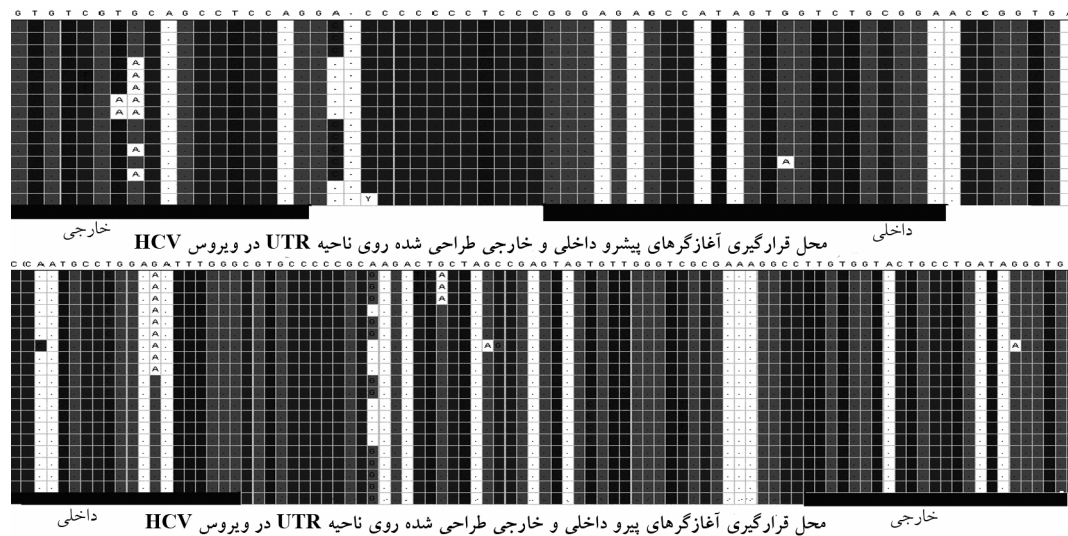 G T G T C G T G C A G C C T C C A G G A - C C C C C C C T C C C G G G A G A G C C A T A G T G G T C T G C G G A A C C G G T G A
A
A
A
A A
A A
A
A
A
Y
خارجی داخلی
محل قرارگیری آغازگرهای پیشرو داخلی و خارجی طراحی شده روی ناحیه UTR در ویروس HCV
C C A A T G C C T G G A G A T T T G G G C G T G C C C C C G C A A G A C T G C T A G C C G A G T A G T G T T G G G T C G C G A A A G G C C T T G T G G T A C T G C C T G A T A G G G T G
A G A
A G A
A G A
A
A G
A G
A A G A
A
A
G
G
G
G
G
G
G
داخلی خارجی
محل قرارگیری آغازگرهای پیرو داخلی و خارجی طراحی شده روی ناحیه UTR در ویروس HCV